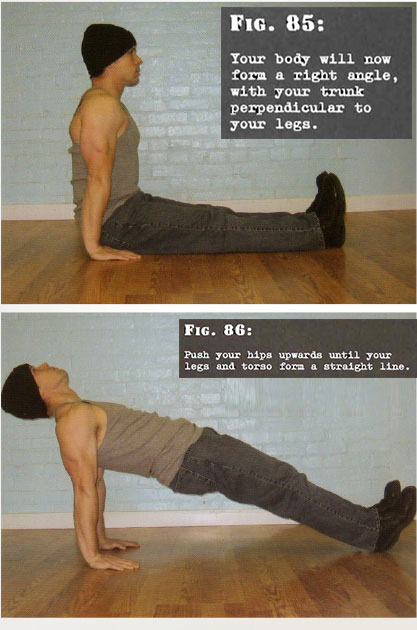 Fig. 85:
Your body will now
form a right angle,
with your trunk
perpendicular to
your legs.
Fig. 86:
Push your hips upwards until your
legs and torso form a straight line.